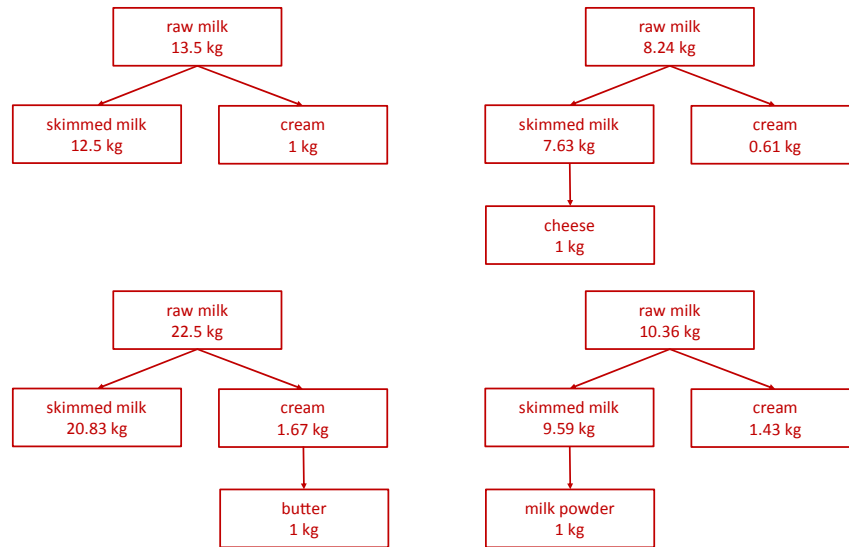 raw milk
13.5 kg
skimmed milk
12.5 kg
cream
1 kg
raw milk
8.24 kg
skimmed milk
7.63 kg
cream
0.61 kg
cheese
1 kg
raw milk
22.5 kg
skimmed milk
20.83 kg
cream
1.67 kg
butter
1 kg
raw milk
10.36 kg
skimmed milk
9.59 kg
cream
1.43 kg
milk powder
1 kg